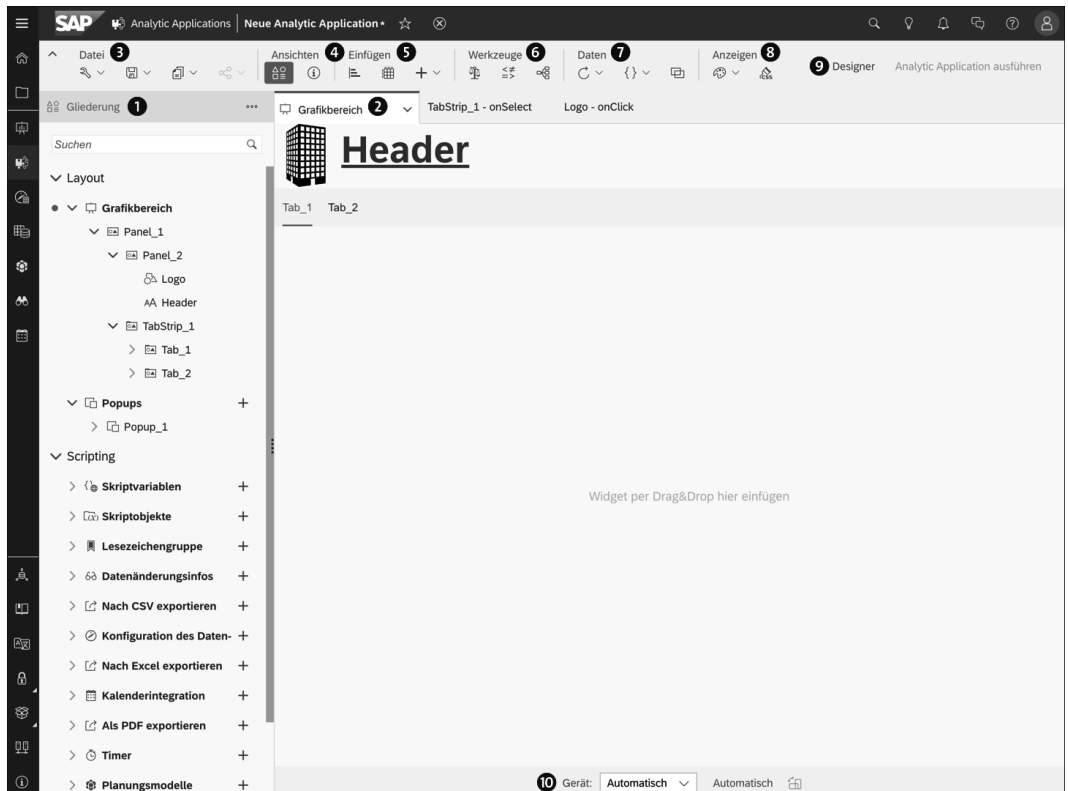 SAP Analytic Applications Neue Analytic Application *
Datei 3 Ansichten 4 Einfügen 5 Werkzeuge 6 Daten 7 Anzeigen 8 9 Designer Analytic Application ausführen
Gliederung 1
Grafikbereich 2 TabStrip_1 - onSelect Logo - onClick
Suchen
Header
Layout
Grafikbereich
Tab_1 Tab_2
Panel_1
Panel_2
Logo
AA Header
TabStrip_1
Tab_1
Tab_2
Popups +
Popup_1
Scripting
Skriptvariablen +
Widget per Drag&Drop hier einfügen
Skriptobjekte +
Lesezeichengruppe +
Datenänderungsinfos +
Nach CSV exportieren +
Konfiguration des Daten- +
Nach Excel exportieren +
Kalenderintegration +
Als PDF exportieren +
Timer +
Planungsmodelle +
10 Gerät: Automatisch Automatisch